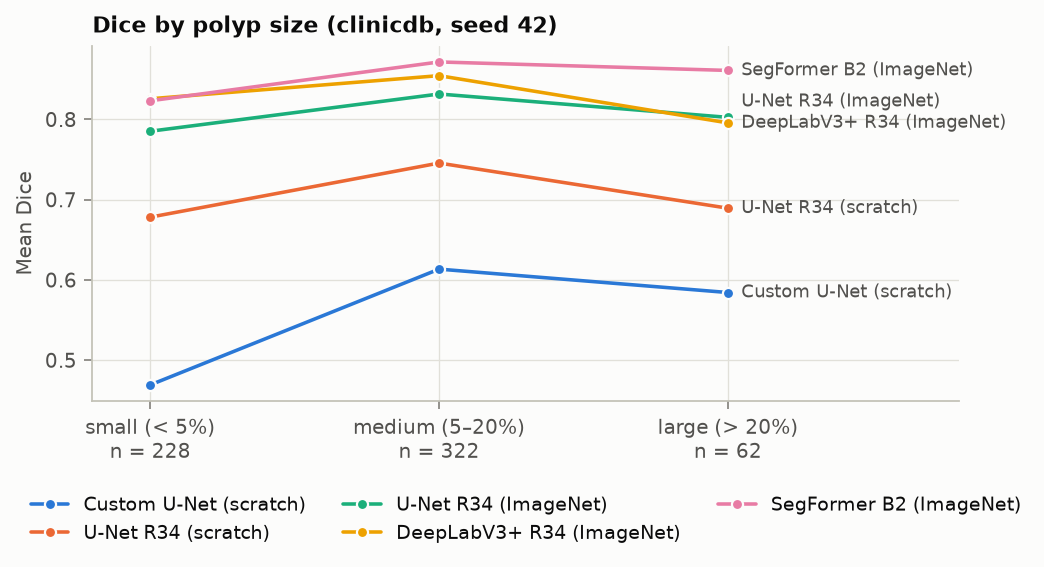 Dice by polyp size (clinicdb, seed 42)
Mean Dice
0.8
0.7
0.6
0.5
SegFormer B2 (ImageNet)
U-Net R34 (ImageNet)
DeepLabV3+ R34 (ImageNet)
U-Net R34 (scratch)
Custom U-Net (scratch)
small (< 5%)
n = 228
medium (5–20%)
n = 322
large (> 20%)
n = 62
Custom U-Net (scratch)
U-Net R34 (scratch)
U-Net R34 (ImageNet)
DeepLabV3+ R34 (ImageNet)
SegFormer B2 (ImageNet)